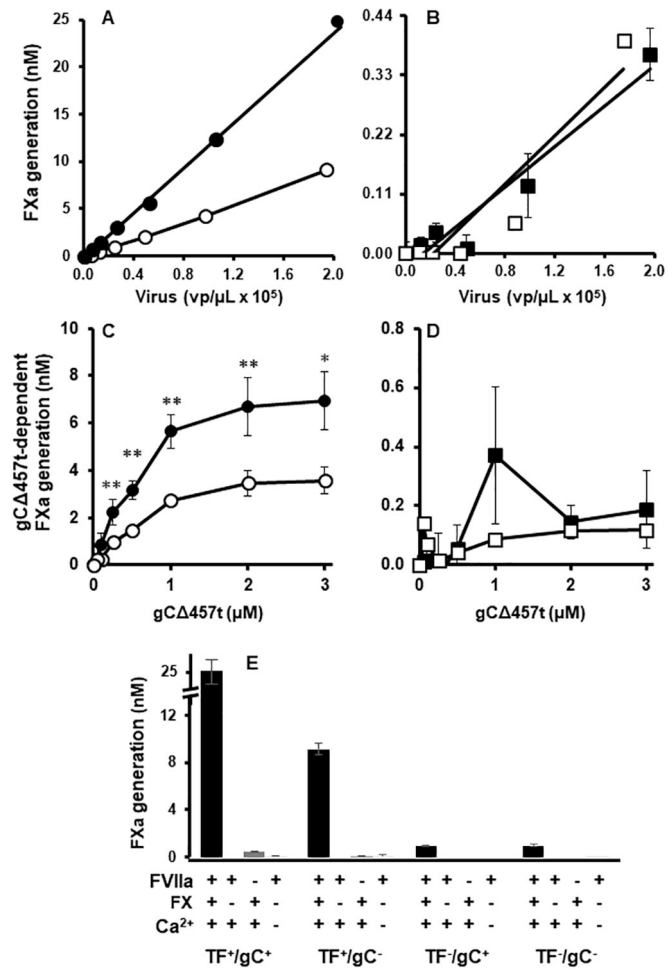 A
B
FXa generation (nM)
25
20
15
10
5
0
0.44
0.33
0.22
0.11
0.00
0.0 0.4 0.8 1.2 1.6 2.0
0.0 0.4 0.8 1.2 1.6 2.0
Virus (vp/µL x 10⁵)
Virus (vp/µL x 10⁵)
C
D
gCΔ457t-dependent
FXa generation (nM)
10
8
6
4
2
0
** ** ** ** *
0.8
0.6
0.4
0.2
0.0
0 1 2 3
0 1 2 3
gCΔ457t (µM)
gCΔ457t (µM)
E
FXa generation (nM)
25
12
8
4
0
FVIIa + + - + + + - + + + - + + + - +
FX + - + - + - + - + - + - + - + -
Ca²⁺ + + + - + + + - + + + - + + + -
TF⁺/gC⁺ TF⁺/gC⁻ TF⁻/gC⁺ TF⁻/gC⁻